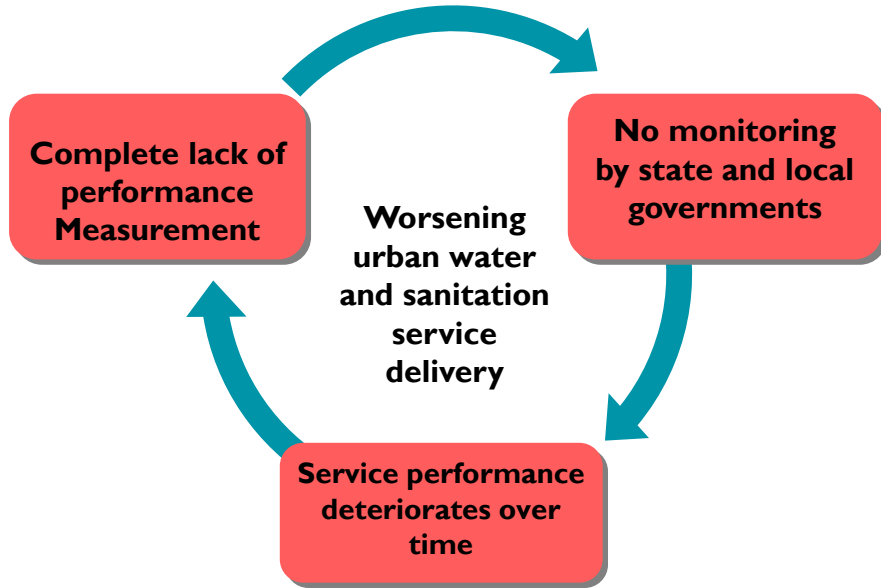 Complete lack of
performance
Measurement
No monitoring
by state and local
governments
Worsening
urban water
and sanitation
service
delivery
Service performance
deteriorates over
time